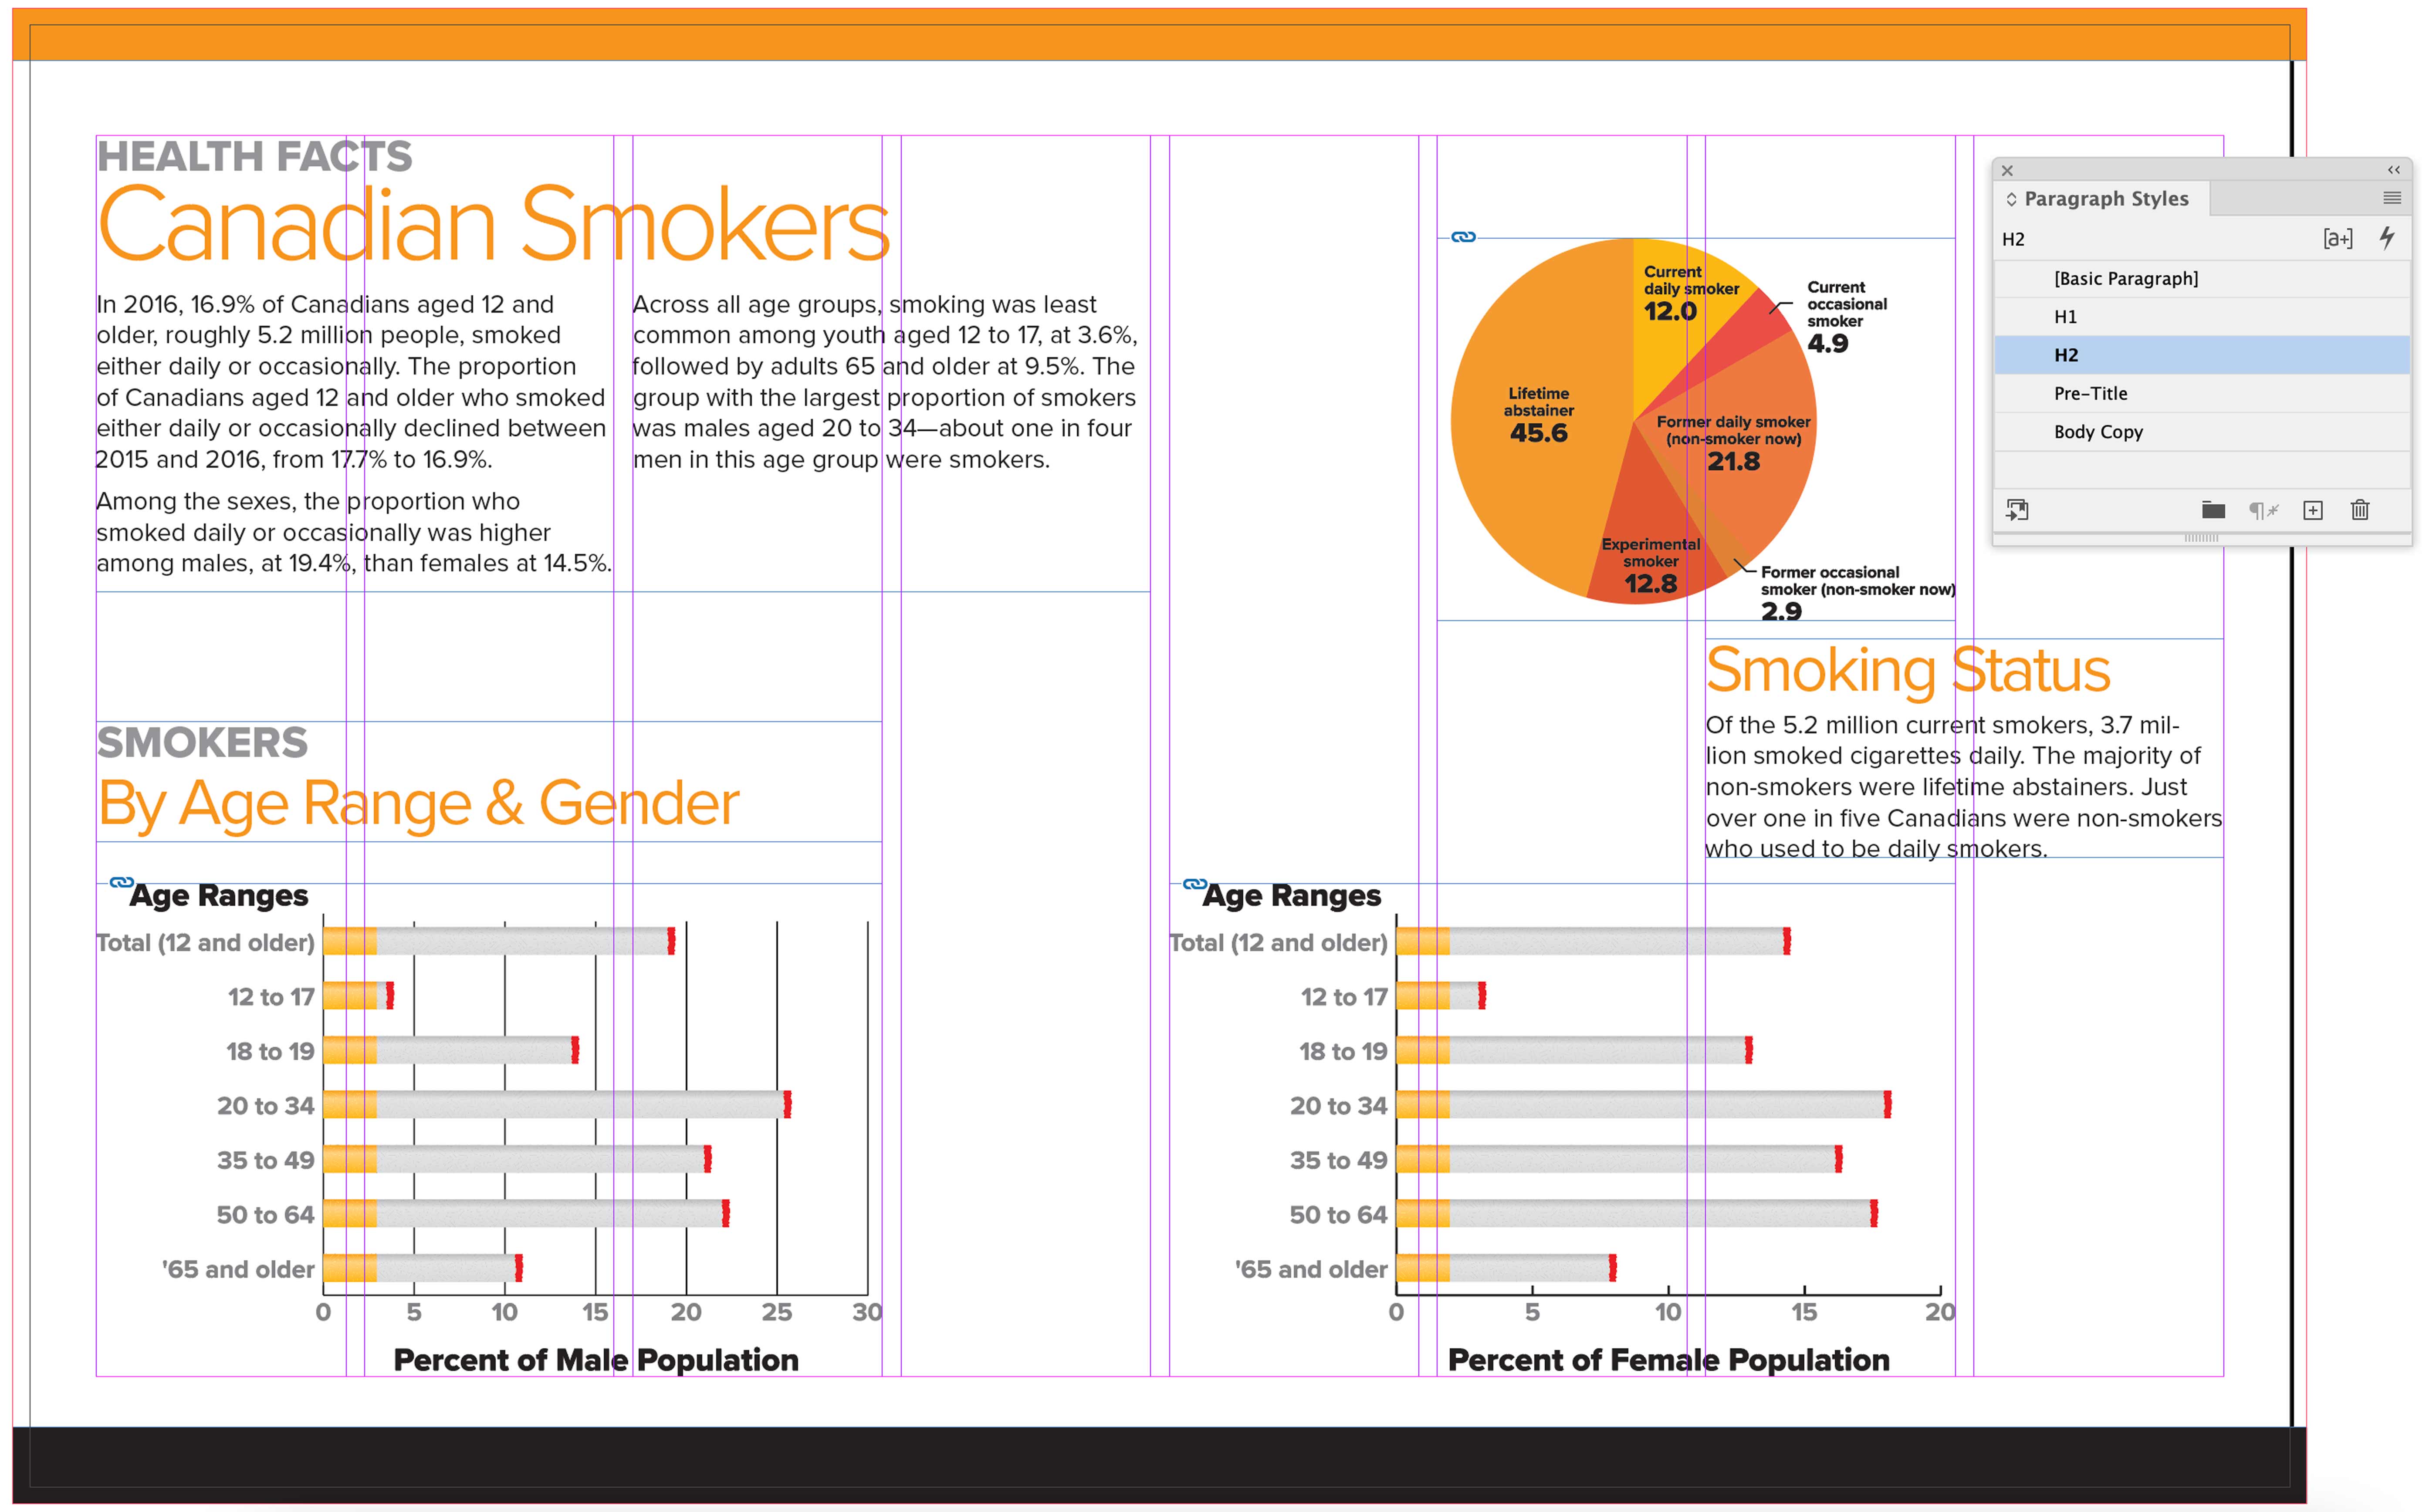 HEALTH FACTS
Canadian Smokers
In 2016, 16.9% of Canadians aged 12 and
older, roughly 5.2 million people, smoked
either daily or occasionally. The proportion
of Canadians aged 12 and older who smoked
either daily or occasionally declined between
2015 and 2016, from 17.7% to 16.9%.
Among the sexes, the proportion who
smoked daily or occasionally was higher
among males, at 19.4%, than females at 14.5%.
Across all age groups, smoking was least
common among youth aged 12 to 17, at 3.6%,
followed by adults 65 and older at 9.5%. The
group with the largest proportion of smokers
was males aged 20 to 34—about one in four
men in this age group were smokers.
Current
daily smoker
12.0
Current
occasional
smoker
4.9
Lifetime
abstainer
45.6
Former daily smoker
(non-smoker now)
21.8
Experimental
smoker
12.8
Former occasional
smoker (non-smoker now)
2.9
Smoking Status
Of the 5.2 million current smokers, 3.7 mil-
lion smoked cigarettes daily. The majority of
non-smokers were lifetime abstainers. Just
over one in five Canadians were non-smokers
who used to be daily smokers.
SMOKERS
By Age Range & Gender
Age Ranges
Total (12 and older)
12 to 17
18 to 19
20 to 34
35 to 49
50 to 64
'65 and older
0 5 10 15 20 25 30
Percent of Male Population
Age Ranges
Total (12 and older)
12 to 17
18 to 19
20 to 34
35 to 49
50 to 64
'65 and older
0 5 10 15 20
Percent of Female Population
Paragraph Styles
H2
[a+]
[Basic Paragraph]
H1
H2
Pre-Title
Body Copy